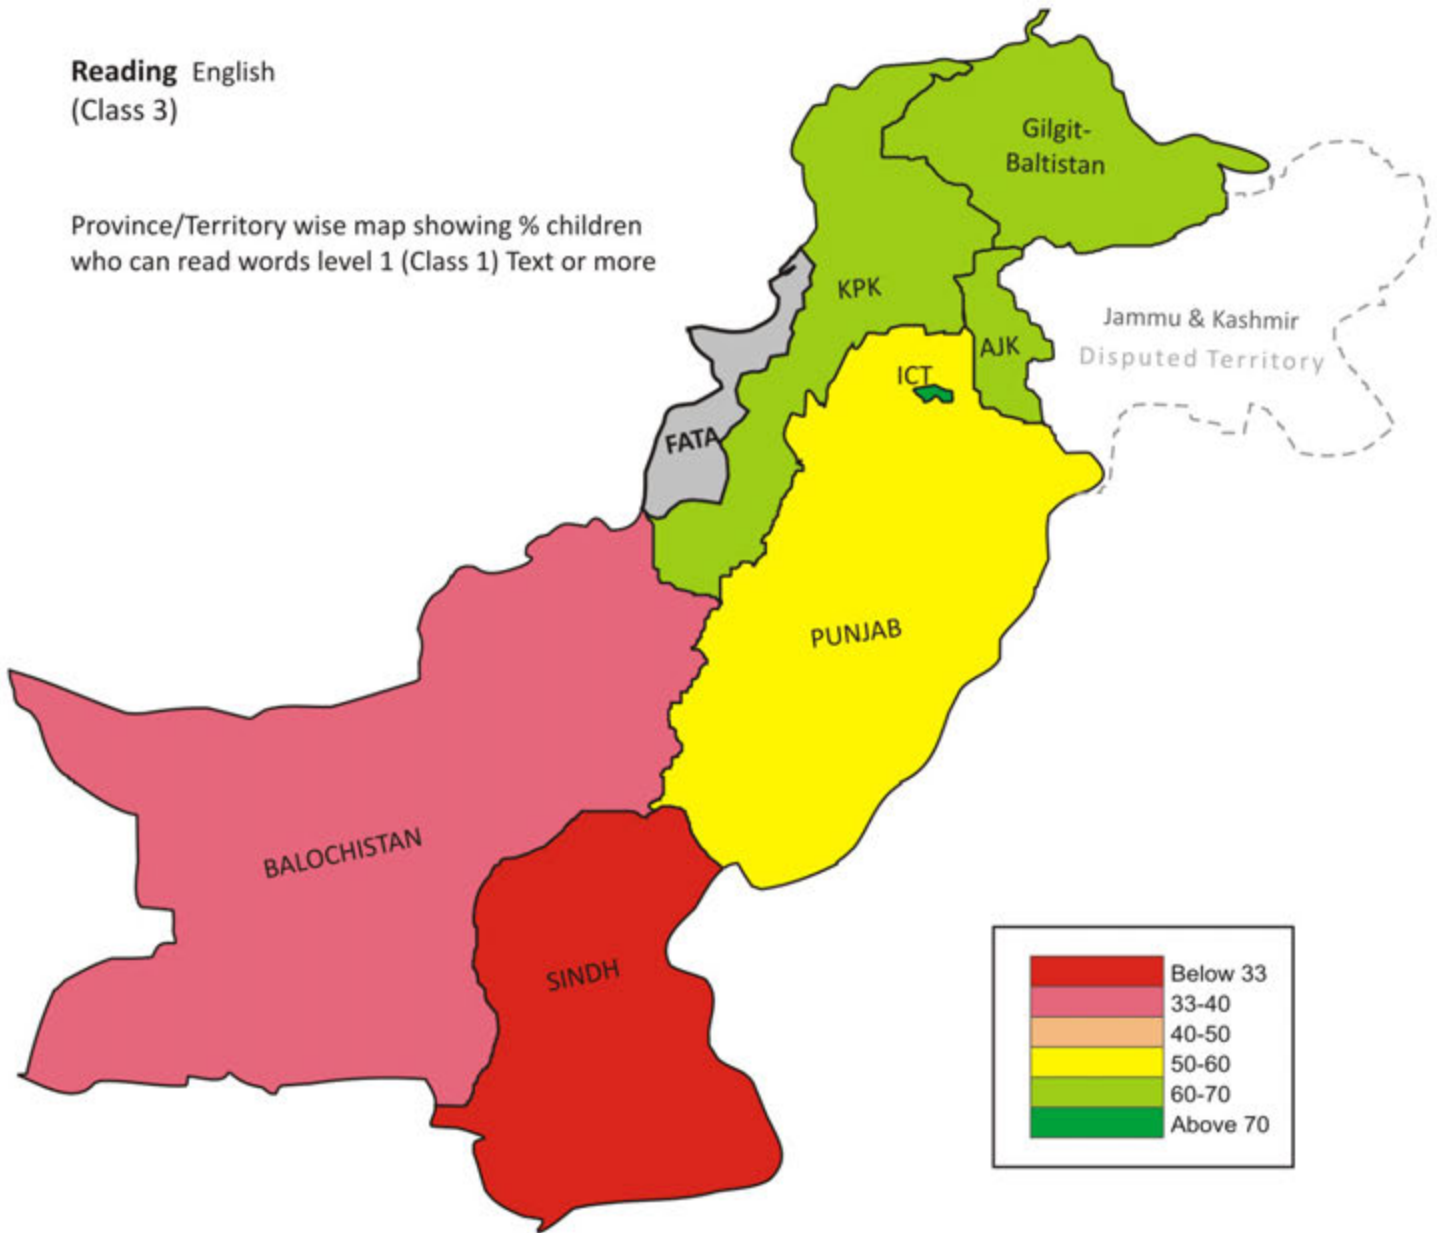 Reading English
(Class 3)
Province/Territory wise map showing % children
who can read words level 1 (Class 1) Text or more
Gilgit-
Baltistan
KPK
AJK
Jammu & Kashmir
Disputed Territory
ICT
FATA
PUNJAB
BALOCHISTAN
SINDH
Below 33
33-40
40-50
50-60
60-70
Above 70